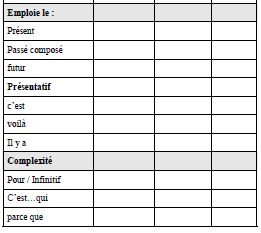 Emploie le :
Présent
Passé composé
futur
Présentatif
c'est
voilà
Il y a
Complexité
Pour / Infinitif
C'est…qui
parce que